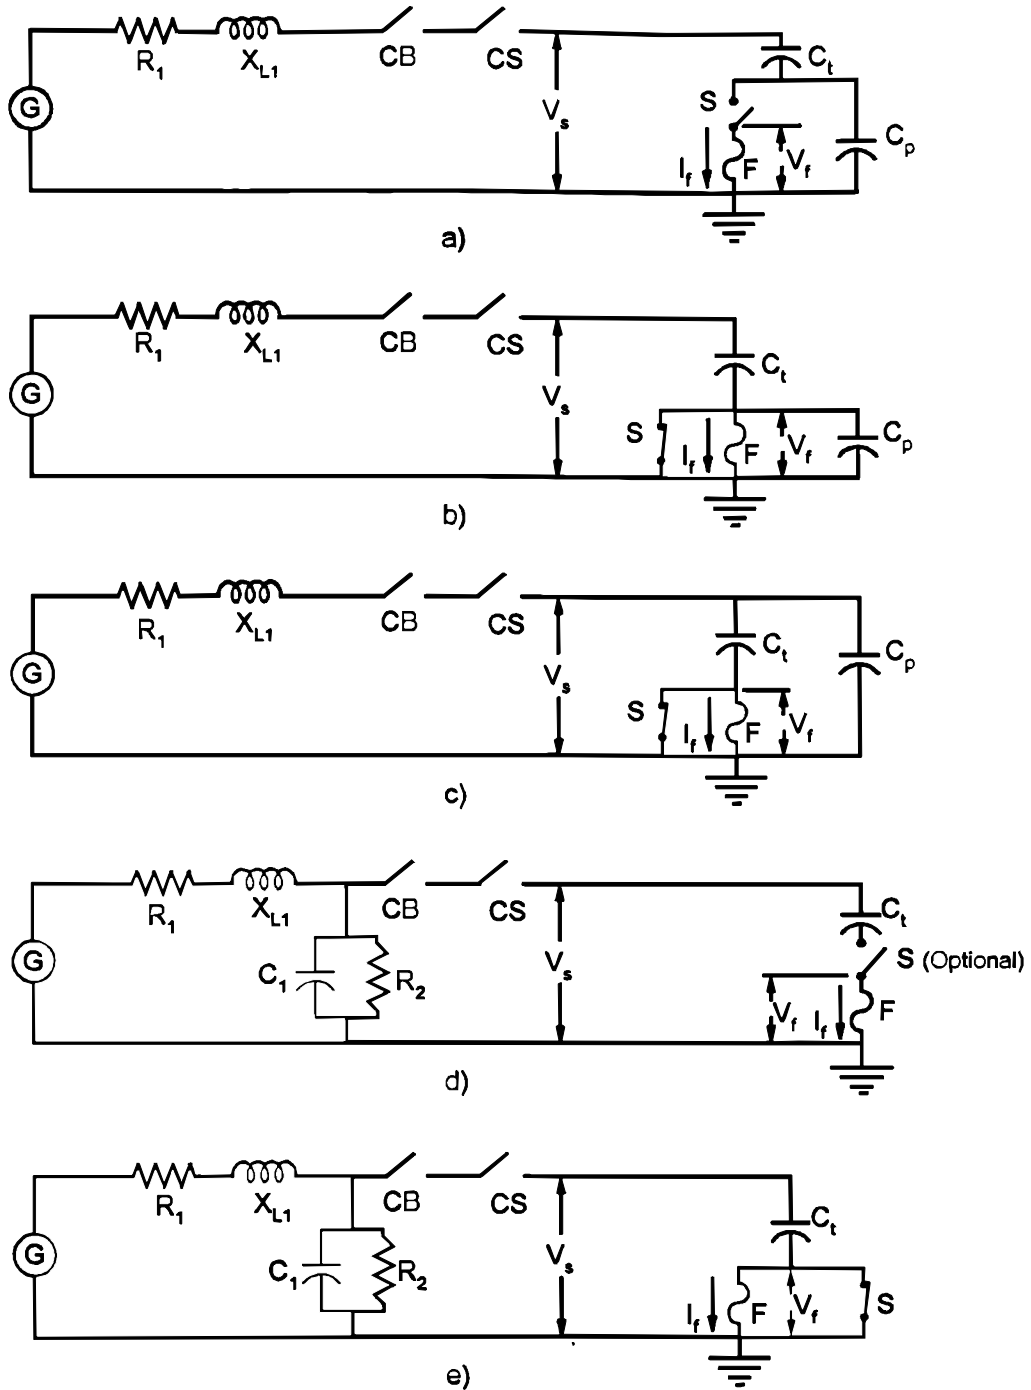 R1 XL1 CB CS Vs Ct
G S
If F Vf Cp
a)
R1 XL1 CB CS Vs Ct
G S If F Vf Cp
b)
R1 XL1 CB CS Vs Ct Cp
G S If F Vf
c)
R1 XL1 CB CS Ct
G C1 R2 Vs S (Optional)
Vf If F
d)
R1 XL1 CB CS Ct
G C1 R2 Vs
If F Vf S
e)